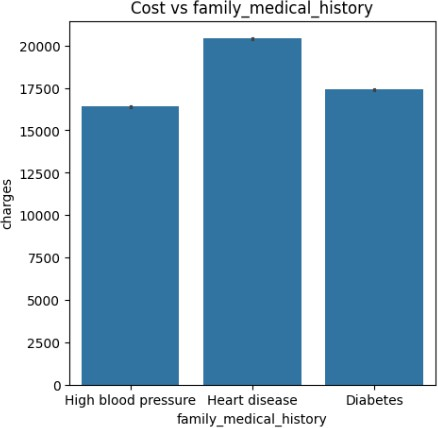 Cost vs family_medical_history
20000
17500
15000
12500
10000
7500
5000
2500
0
charges
High blood pressure Heart disease Diabetes
family_medical_history